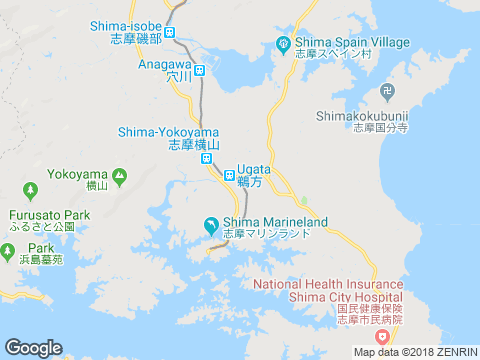 Shima-isobe
志摩磯部
Shima Spain Village
志摩スペイン村
Anagawa
穴川
Shimakokubunji
志摩国分寺
Shima-Yokoyama
志摩横山
Yokoyama
横山
Ugata
鵜方
Furusato Park
ふるさと公園
Shima Marineland
志摩マリンランド
Park
浜島墓苑
National Health Insurance
Shima City Hospital
国民健康保険
志摩市民病院
Google
Map data ©2018 ZENRIN